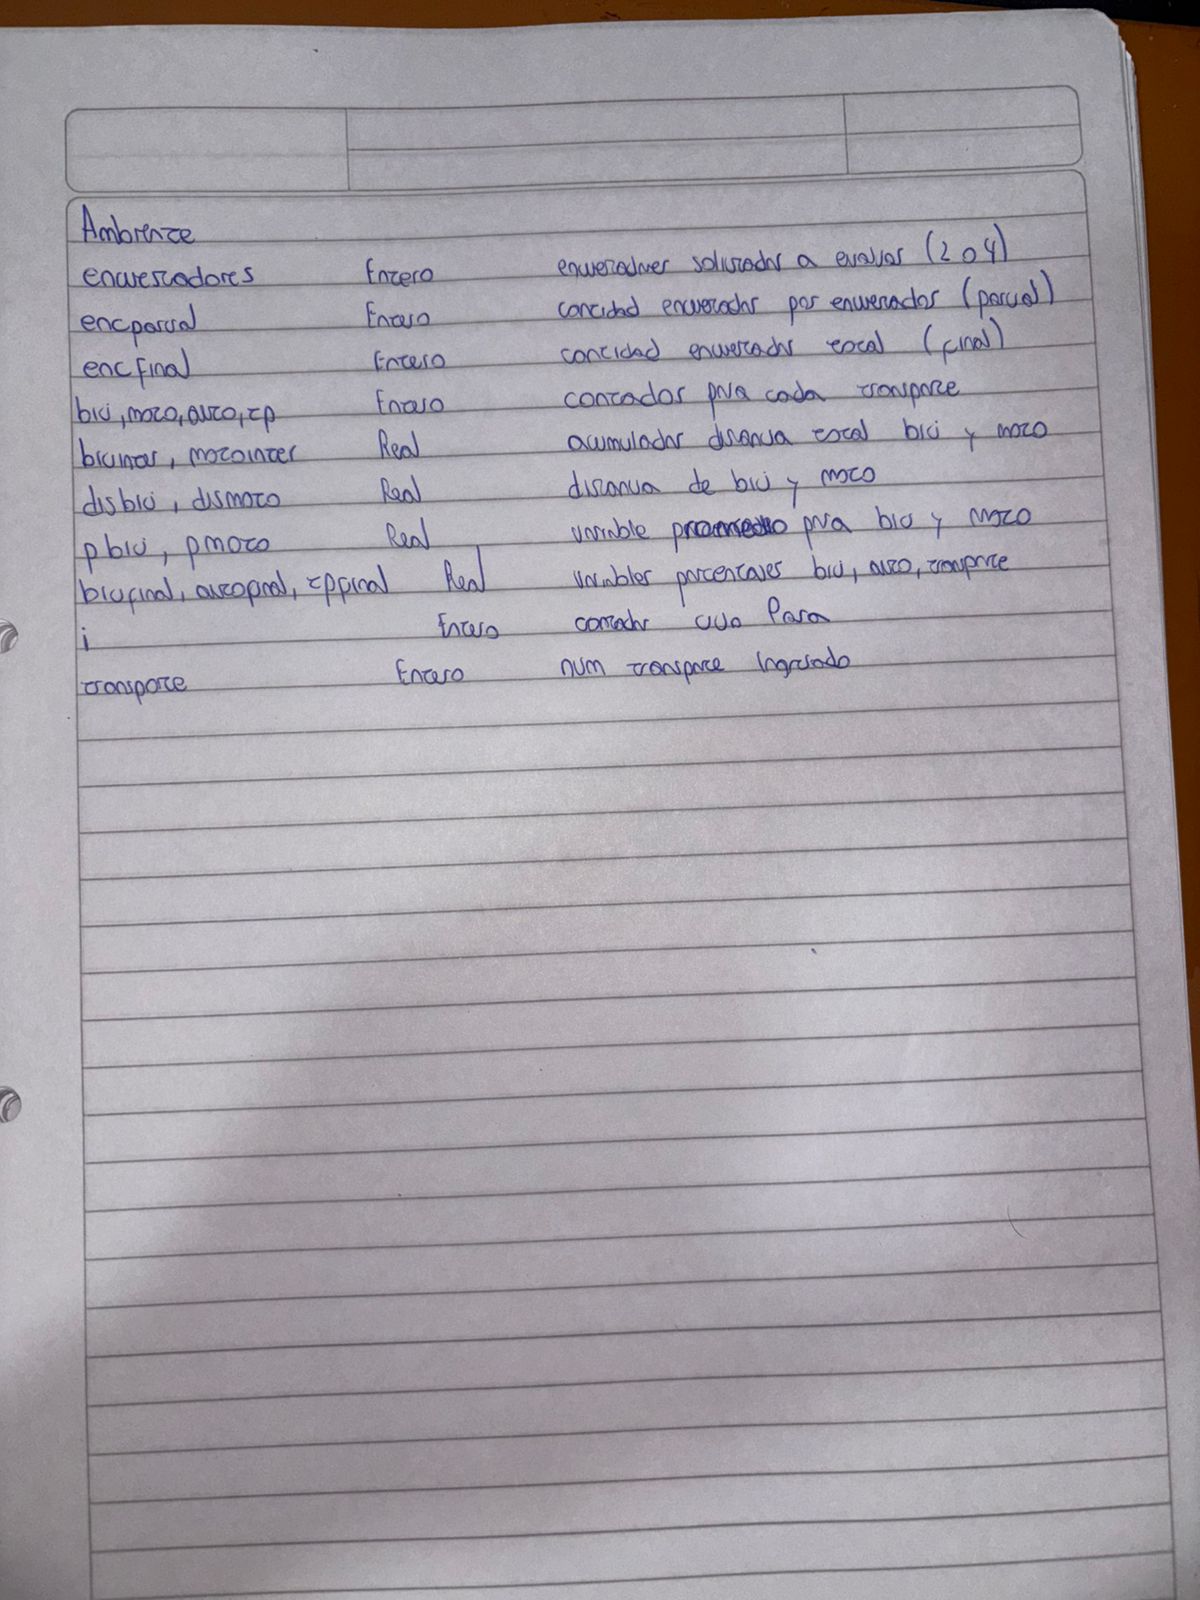 Ambiente
encuestadores Entero encuestadores solicitados a evaluar (2 o 4)
encparcial Entero cantidad encuestados por encuestador (parcial)
encfinal Entero cantidad encuestados total (final)
bici, moto, auto, tp Entero contador para cada transporte
biciinter, motointer Real acumulador distancia total bici y moto
disbici, dismoto Real distancia de bici y moto
pbici, pmoto Real variable promedio para bici y moto
bicifinal, autofinal, tpfinal Real variables porcentajes bici, auto, transporte
i Entero contador ciclo Para
transporte Entero num transporte ingresado